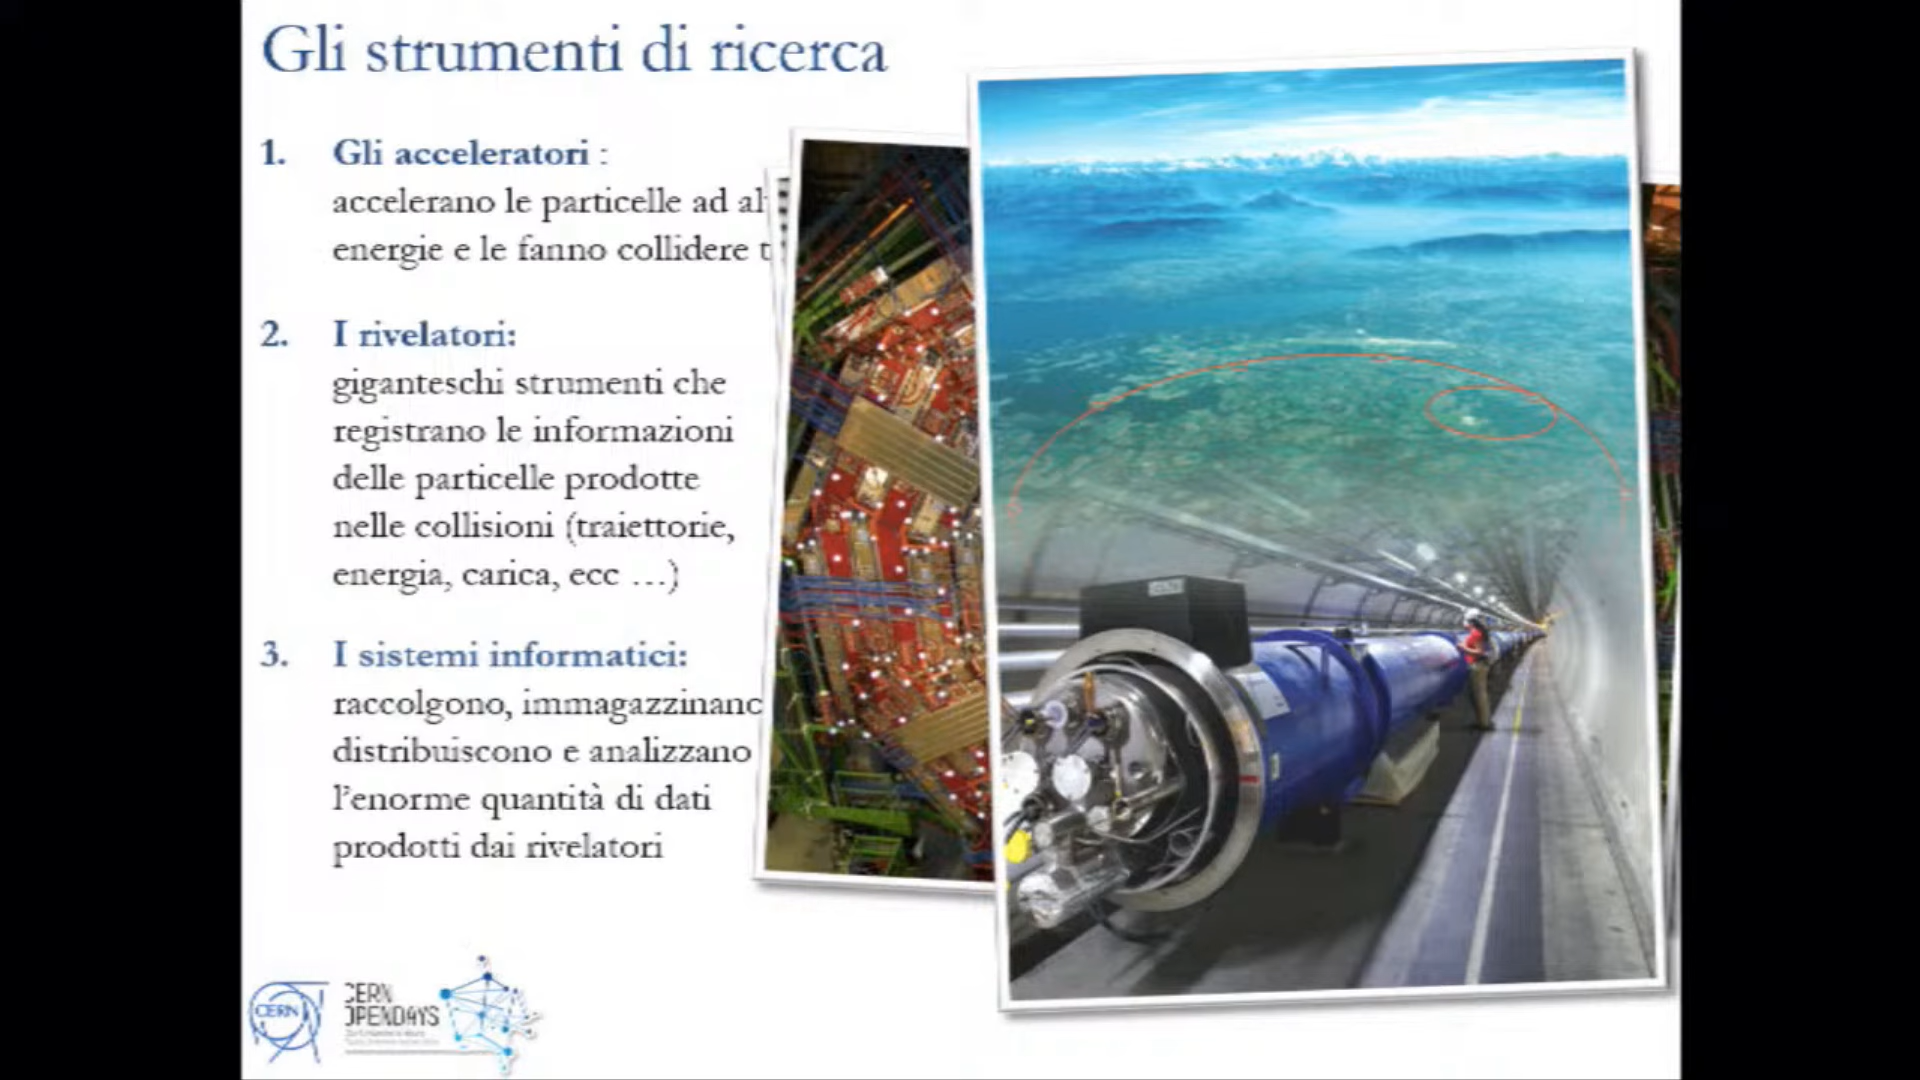 Gli strumenti di ricerca
1. Gli acceleratori :
accelerano le particelle ad al
energie e le fanno collidere t
2. I rivelatori:
giganteschi strumenti che
registrano le informazioni
delle particelle prodotte
nelle collisioni (traiettorie,
energia, carica, ecc …)
3. I sistemi informatici:
raccolgono, immagazzinano
distribuiscono e analizzano
l'enorme quantità di dati
prodotti dai rivelatori
CERN
CERN
OPENDAYS